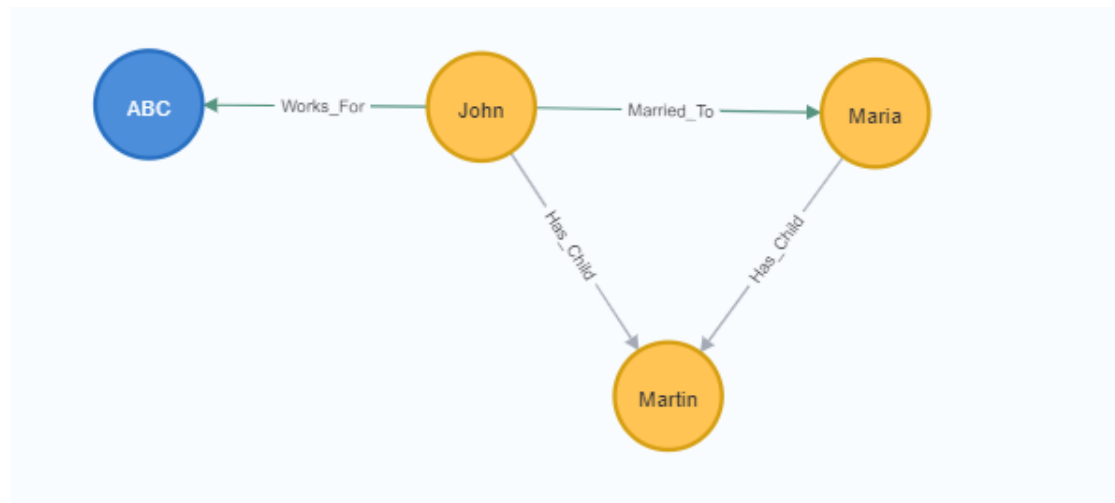 ABC
Works_For
John
Married_To
Maria
Has_Child
Has_Child
Martin